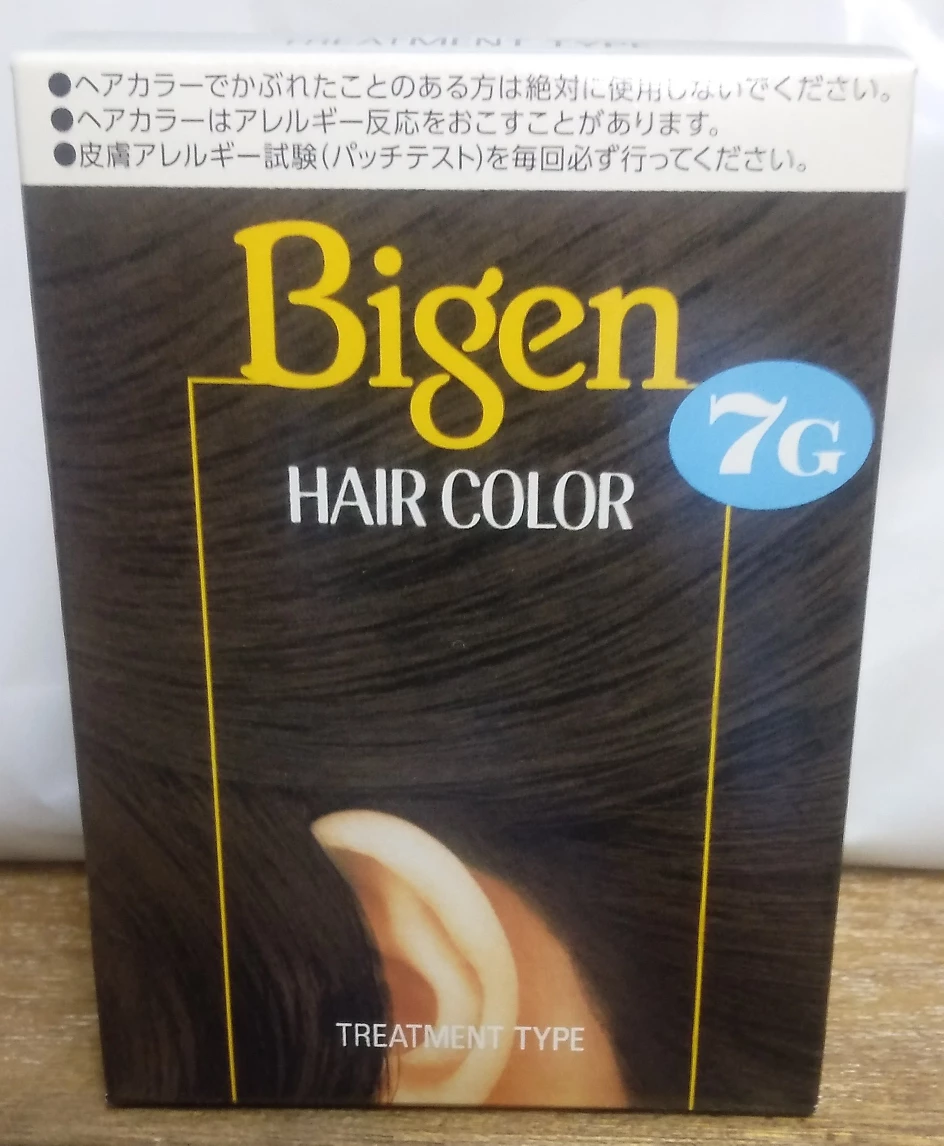 TREATMENT TYPE
●ヘアカラーでかぶれたことのある方は絶対に使用しないでください。
●ヘアカラーはアレルギー反応をおこすことがあります。
●皮膚アレルギー試験(パッチテスト)を毎回必ず行ってください。
Bigen
7G
HAIR COLOR
TREATMENT TYPE